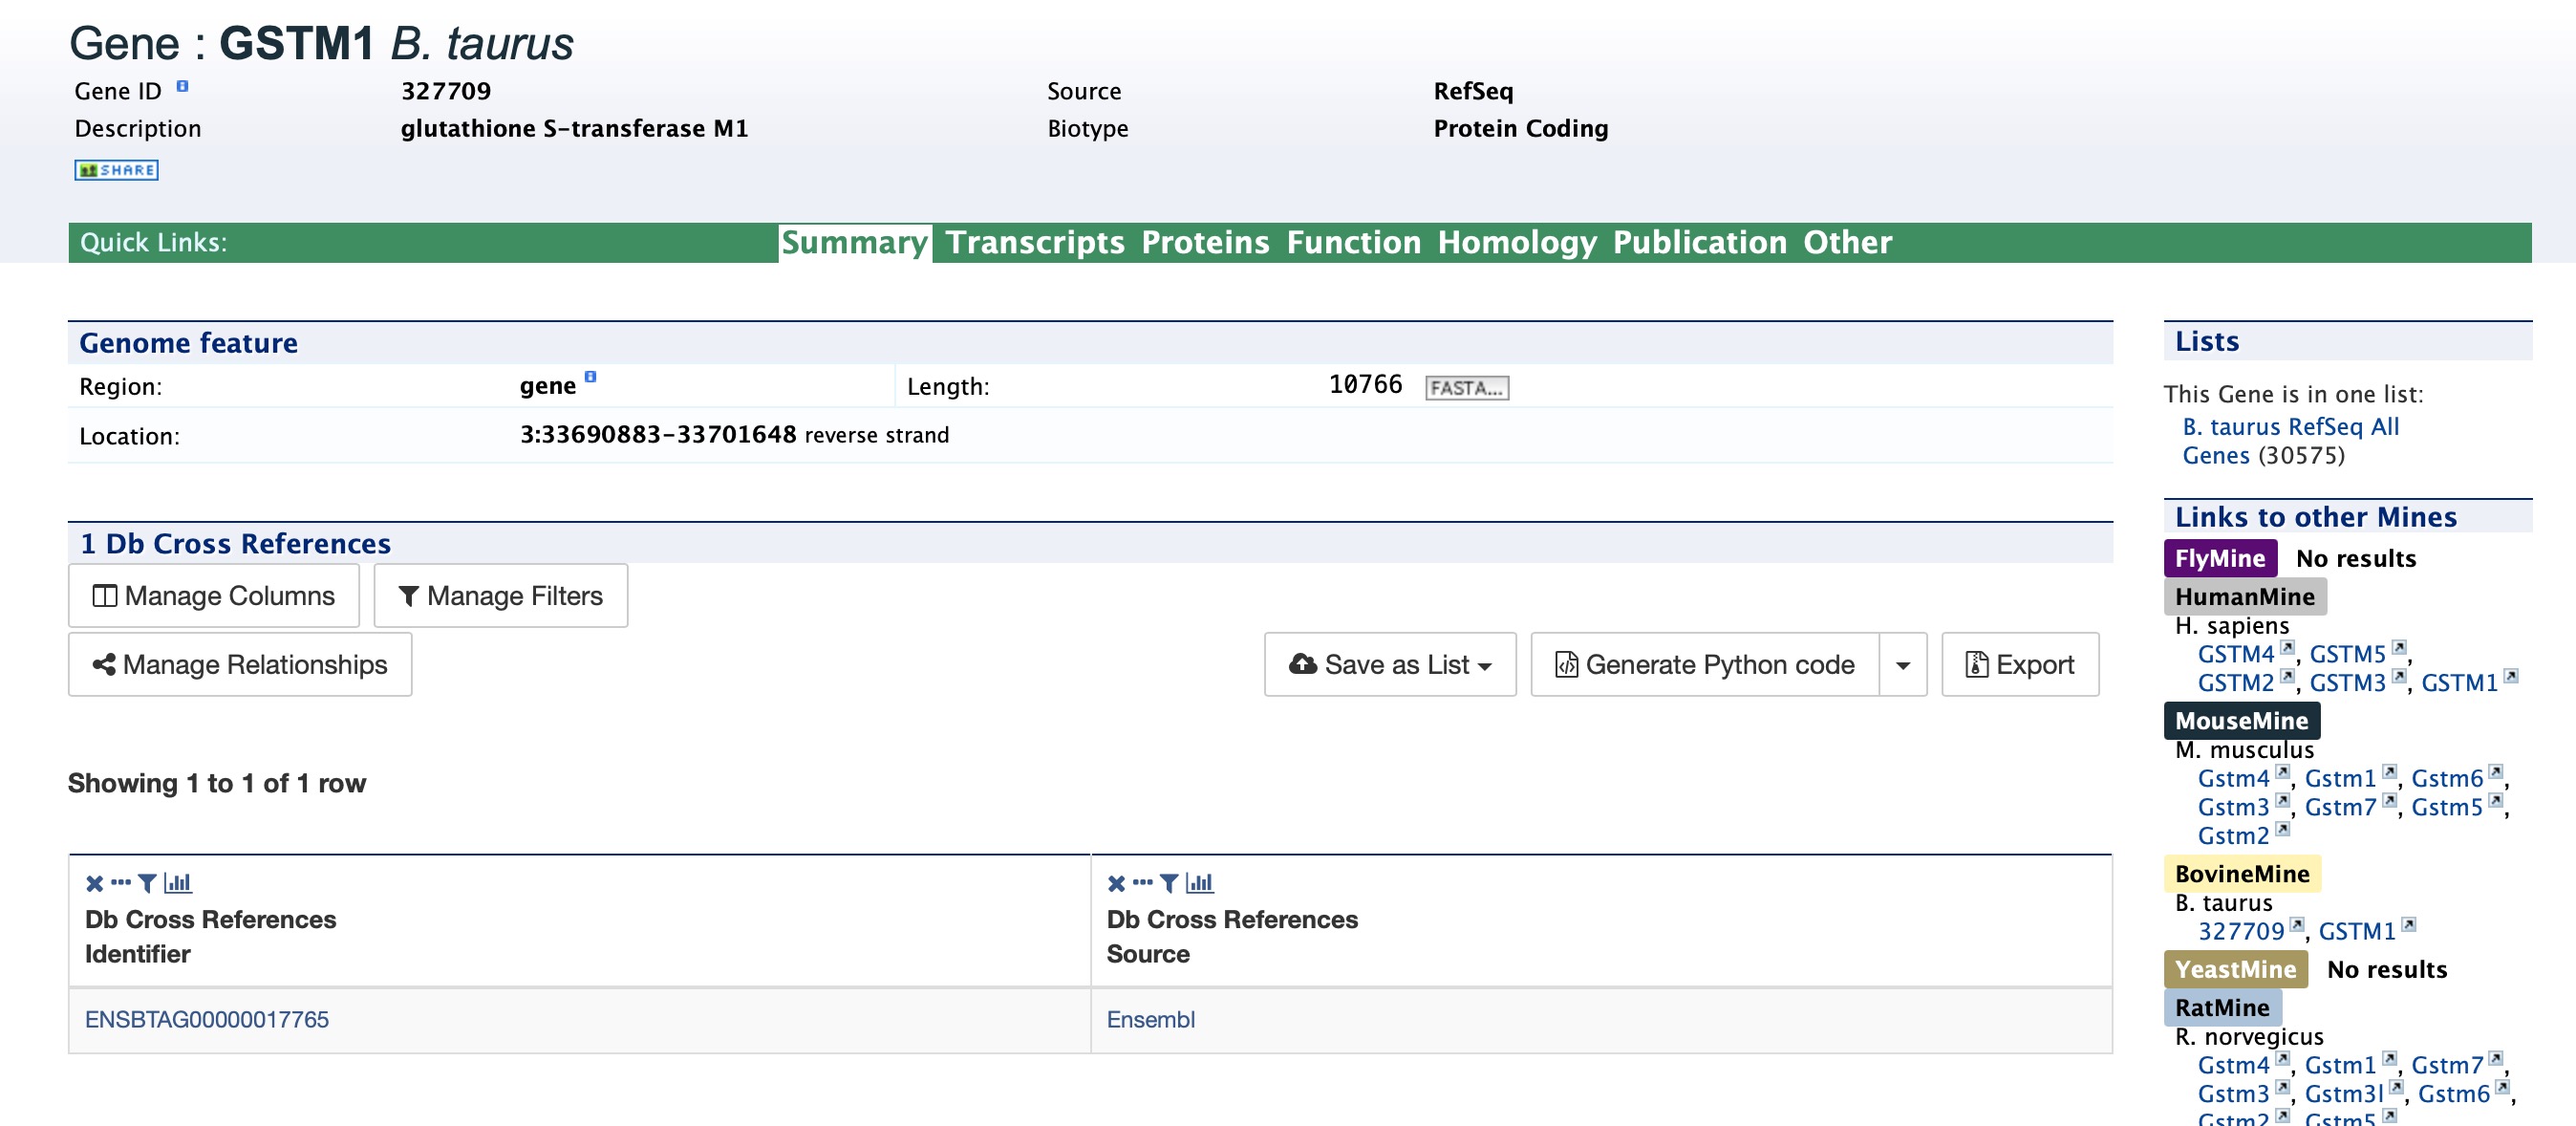 Gene : GSTM1 B. taurus
Gene ID 327709 Source RefSeq
Description glutathione S-transferase M1 Biotype Protein Coding
SHARE
Quick Links: Summary Transcripts Proteins Function Homology Publication Other
Genome feature
Region: gene Length: 10766 FASTA...
Location: 3:33690883-33701648 reverse strand
1 Db Cross References
Manage Columns Manage Filters
Manage Relationships Save as List Generate Python code Export
Showing 1 to 1 of 1 row
Db Cross References
Identifier
Db Cross References
Source
ENSBTAG00000017765 Ensembl
Lists
This Gene is in one list:
B. taurus RefSeq All
Genes (30575)
Links to other Mines
FlyMine No results
HumanMine
H. sapiens
GSTM4 , GSTM5 ,
GSTM2 , GSTM3 , GSTM1
MouseMine
M. musculus
Gstm4 , Gstm1 , Gstm6 ,
Gstm3 , Gstm7 , Gstm5 ,
Gstm2
BovineMine
B. taurus
327709 , GSTM1
YeastMine No results
RatMine
R. norvegicus
Gstm4 , Gstm1 , Gstm7 ,
Gstm3 , Gstm3l , Gstm6 ,
Gstm2 , Gstm5